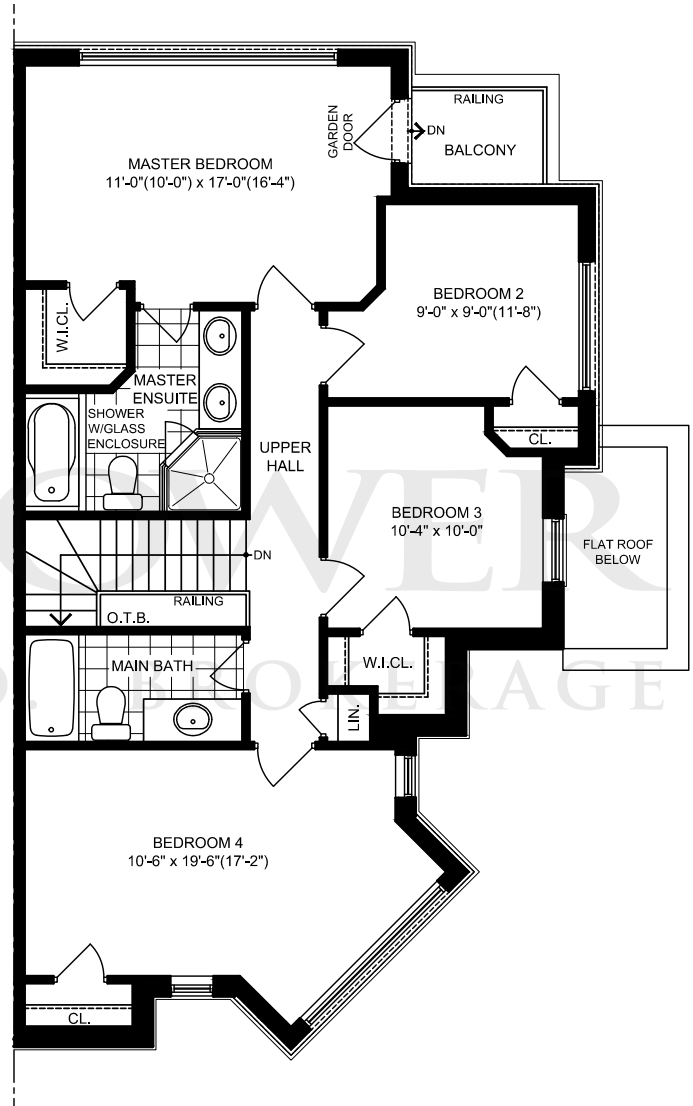 RAILING
GARDEN
DOOR
DN
BALCONY
MASTER BEDROOM
11'-0"(10'-0") x 17'-0"(16'-4")
BEDROOM 2
9'-0" x 9'-0"(11'-8")
W.I.CL.
MASTER
ENSUITE
SHOWER
W/GLASS
ENCLOSURE
CL.
UPPER
HALL
BEDROOM 3
10'-4" x 10'-0"
FLAT ROOF
BELOW
DN
RAILING
O.T.B.
MAIN BATH
W.I.CL.
LIN.
BEDROOM 4
10'-6" x 19'-6"(17'-2")
CL.
OWER
D. BROKERAGE